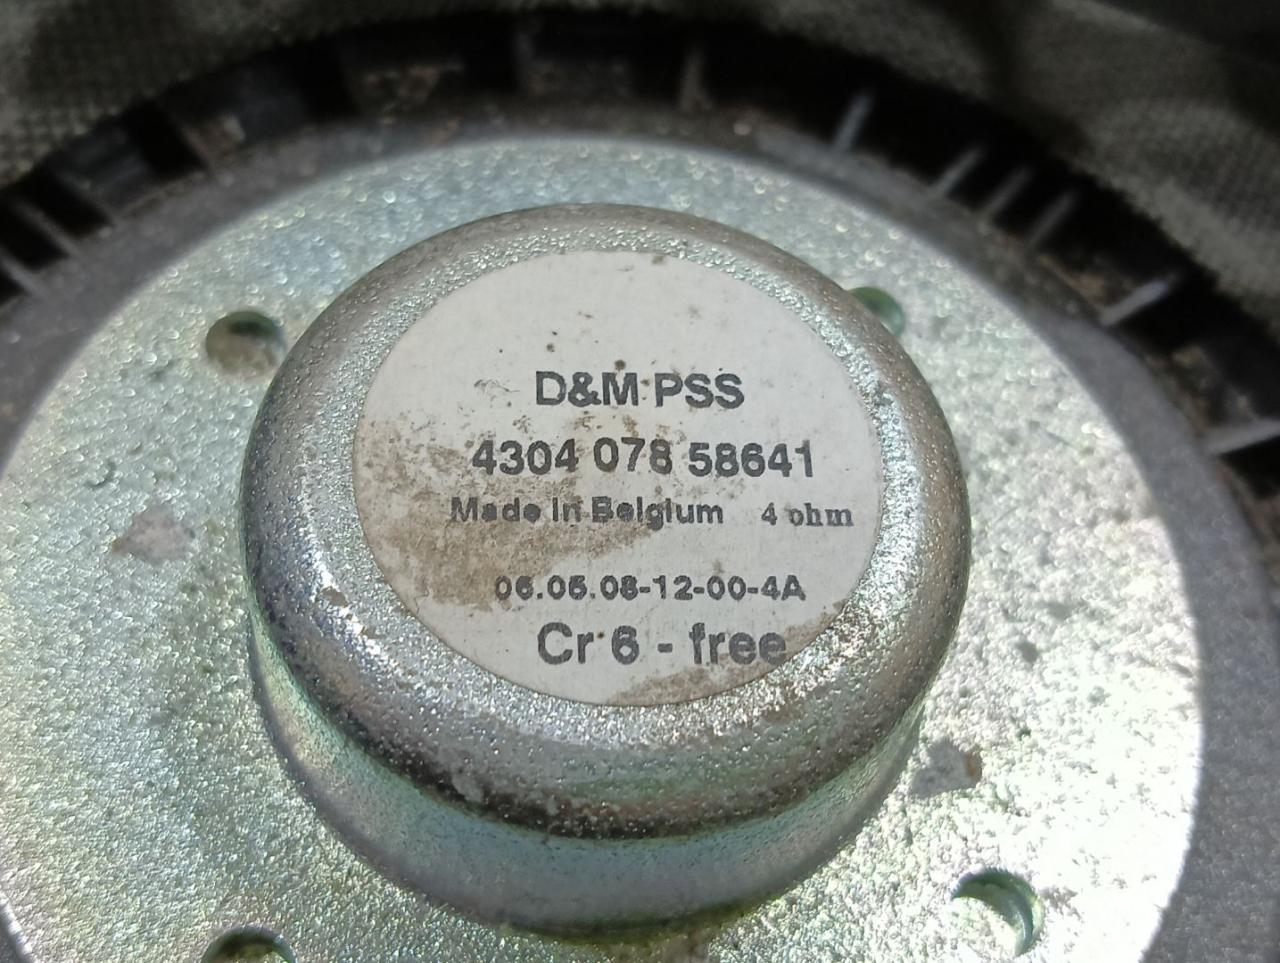 D&M PSS
4304 078 58641
Made in Belgium 4 ohm
06.05.08-12-00-4A
Cr 6 - free